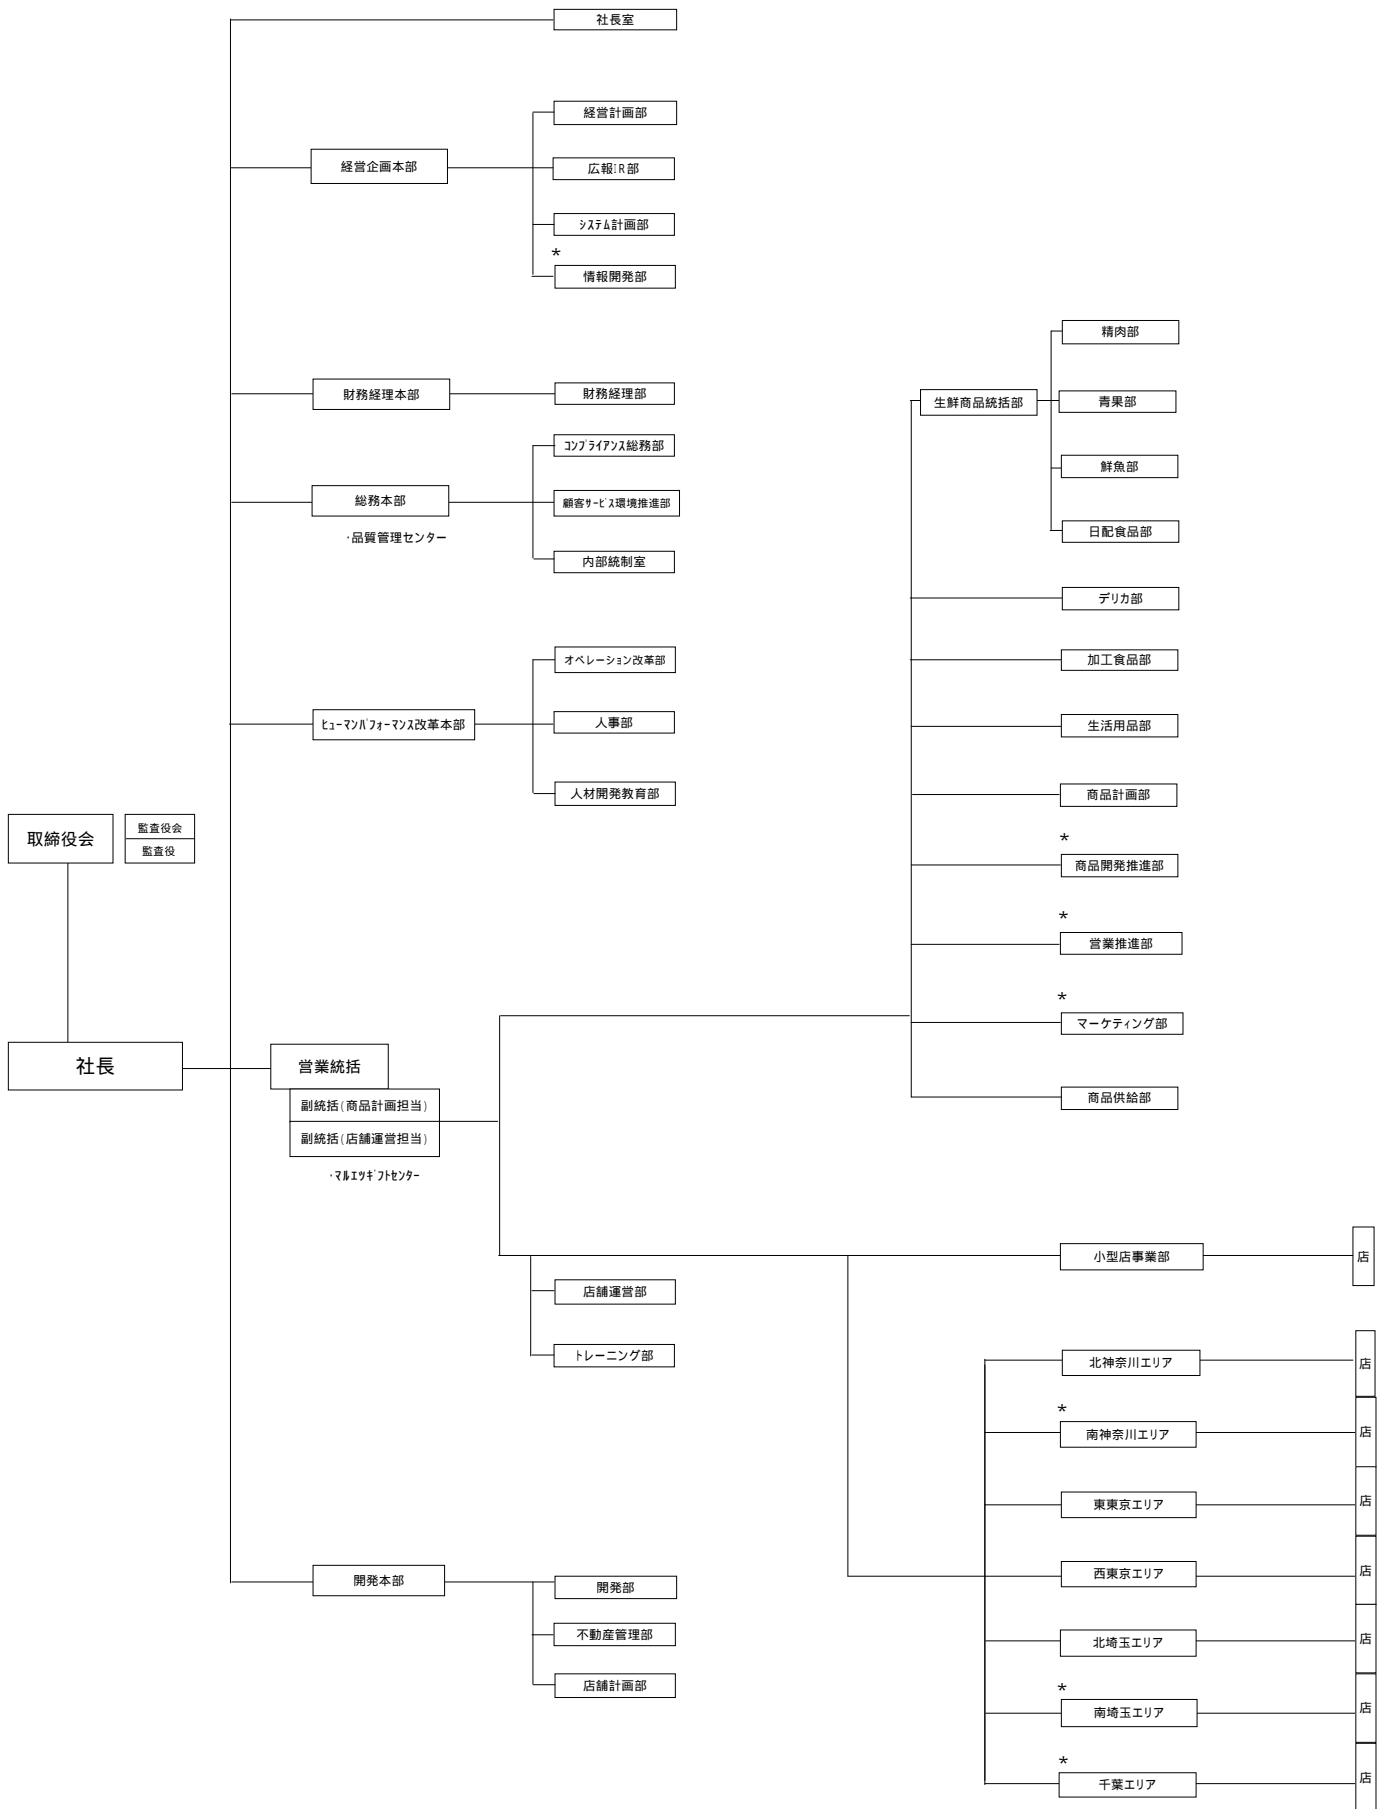 社長室
経営計画部
経営企画本部
広報IR部
システム計画部
*
情報開発部
精肉部
財務経理本部
財務経理部
生鮮商品統括部
青果部
コンプライアンス総務部
鮮魚部
総務本部
顧客サービス環境推進部
・品質管理センター
日配食品部
内部統制室
デリカ部
オペレーション改革部
加工食品部
ヒューマンパフォーマンス改革本部
人事部
生活用品部
人材開発教育部
商品計画部
取締役会
監査役会
監査役
*
商品開発推進部
*
営業推進部
*
マーケティング部
社長
営業統括
副統括(商品計画担当)
商品供給部
副統括(店舗運営担当)
・マルエツギフトセンター
小型店事業部
店
店舗運営部
トレーニング部
北神奈川エリア
店
*
南神奈川エリア
店
東東京エリア
店
開発本部
開発部
西東京エリア
店
不動産管理部
北埼玉エリア
店
店舗計画部
*
南埼玉エリア
店
*
千葉エリア
店